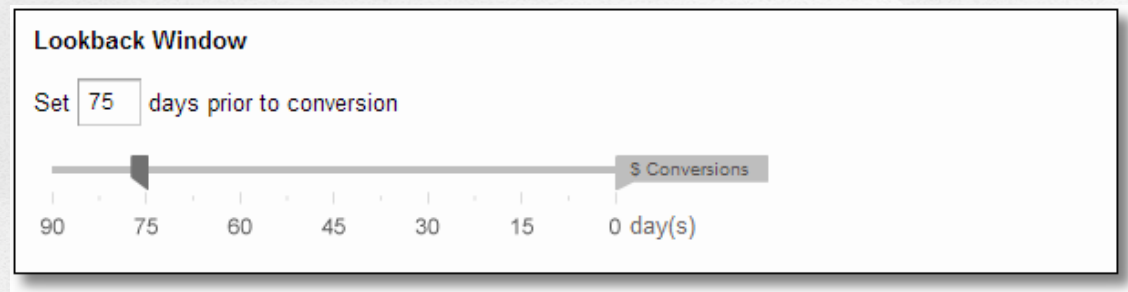 Lookback Window
Set 75 days prior to conversion
$ Conversions
90 75 60 45 30 15 0 day(s)